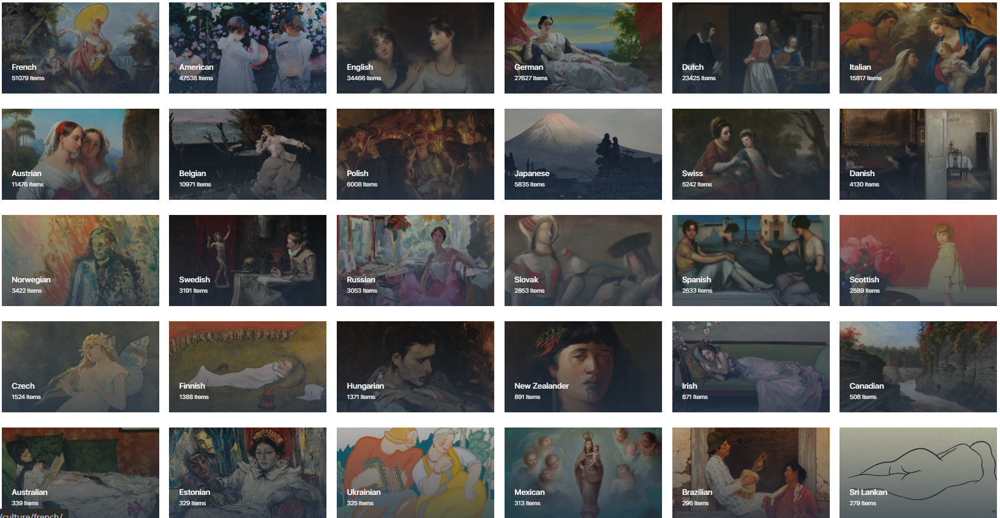 French
51079 Items
American
47538 Items
English
34466 Items
German
27627 Items
Dutch
23425 Items
Italian
15817 Items
Austrian
11476 Items
Belgian
10971 Items
Polish
6008 Items
Japanese
5835 Items
Swiss
5242 Items
Danish
4130 Items
Norwegian
3422 Items
Swedish
3191 Items
Russian
3053 Items
Slovak
2853 Items
Spanish
2633 Items
Scottish
2589 Items
Czech
1524 Items
Finnish
1388 Items
Hungarian
1371 Items
New Zealander
891 Items
Irish
871 Items
Canadian
508 Items
Australian
339 Items
Estonian
329 Items
Ukrainian
325 Items
Mexican
313 Items
Brazilian
296 Items
Sri Lankan
279 Items
/culture/french/